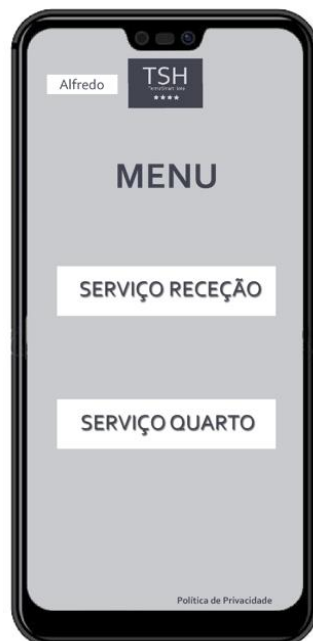 Alfredo
TSH
★★★★
MENU
SERVIÇO RECEÇÃO
SERVIÇO QUARTO
Política de Privacidade